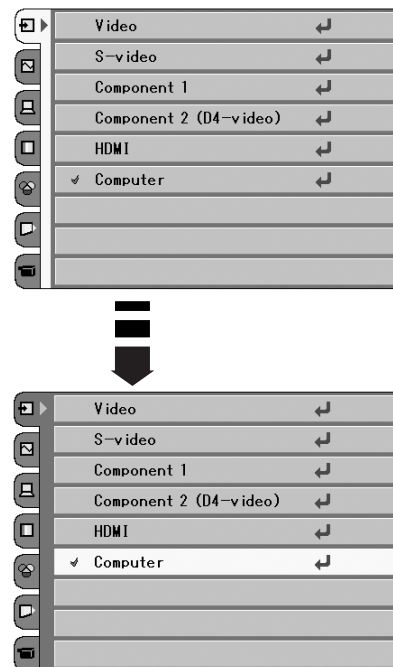 Video
S-video
Component 1
Component 2 (D4-video)
HDMI
Computer
Video
S-video
Component 1
Component 2 (D4-video)
HDMI
Computer